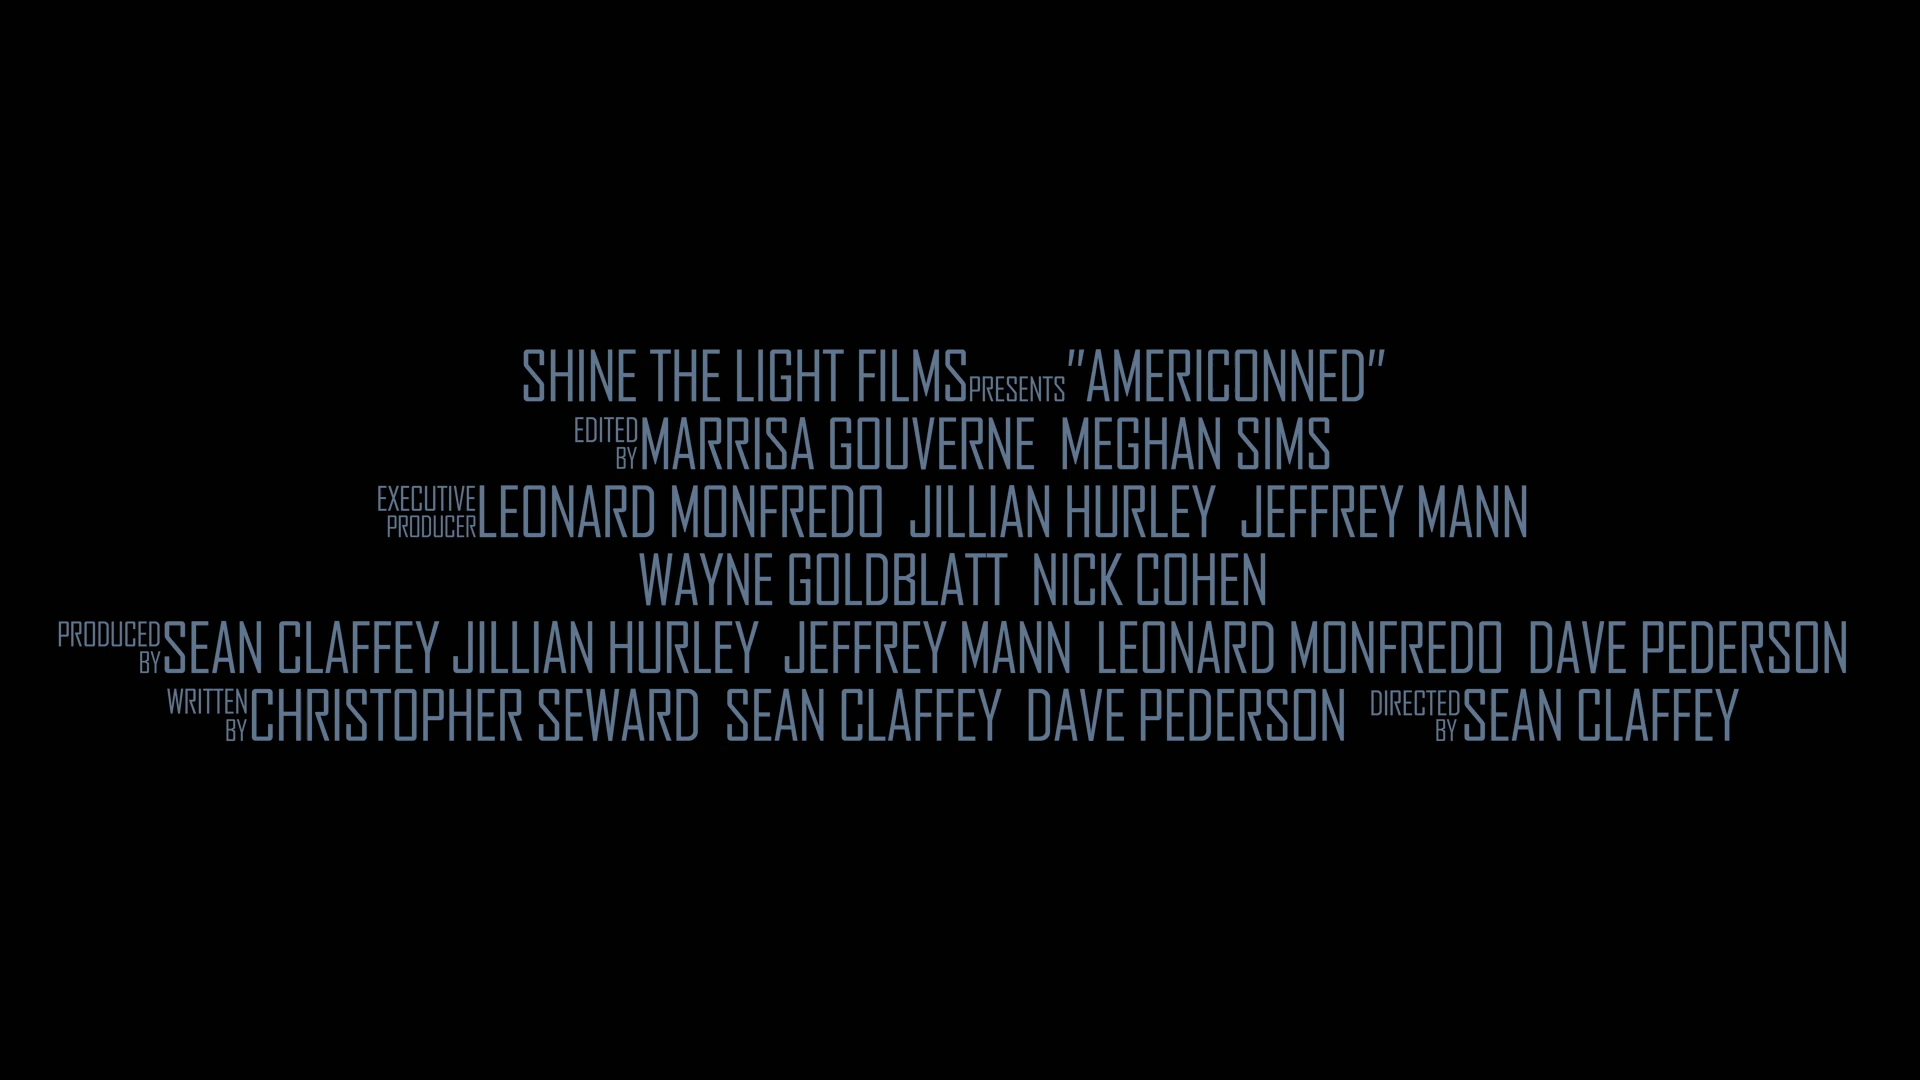 SHINE THE LIGHT FILMS PRESENTS "AMERICONNED"
EDITED BY MARRISA GOUVERNE MEGHAN SIMS
EXECUTIVE PRODUCER LEONARD MONFREDO JILLIAN HURLEY JEFFREY MANN
WAYNE GOLDBLATT NICK COHEN
PRODUCED BY SEAN CLAFFEY JILLIAN HURLEY JEFFREY MANN LEONARD MONFREDO DAVE PEDERSON
WRITTEN BY CHRISTOPHER SEWARD SEAN CLAFFEY DAVE PEDERSON DIRECTED BY SEAN CLAFFEY